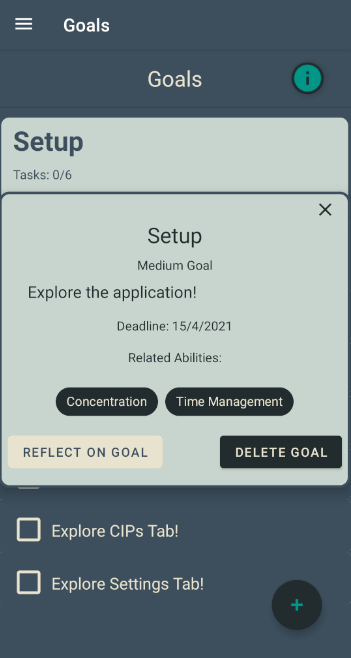 Goals
Goals
Setup
Tasks: 0/6
Setup
Medium Goal
Explore the application!
Deadline: 15/4/2021
Related Abilities:
Concentration Time Management
REFLECT ON GOAL DELETE GOAL
Explore CIPs Tab!
Explore Settings Tab!